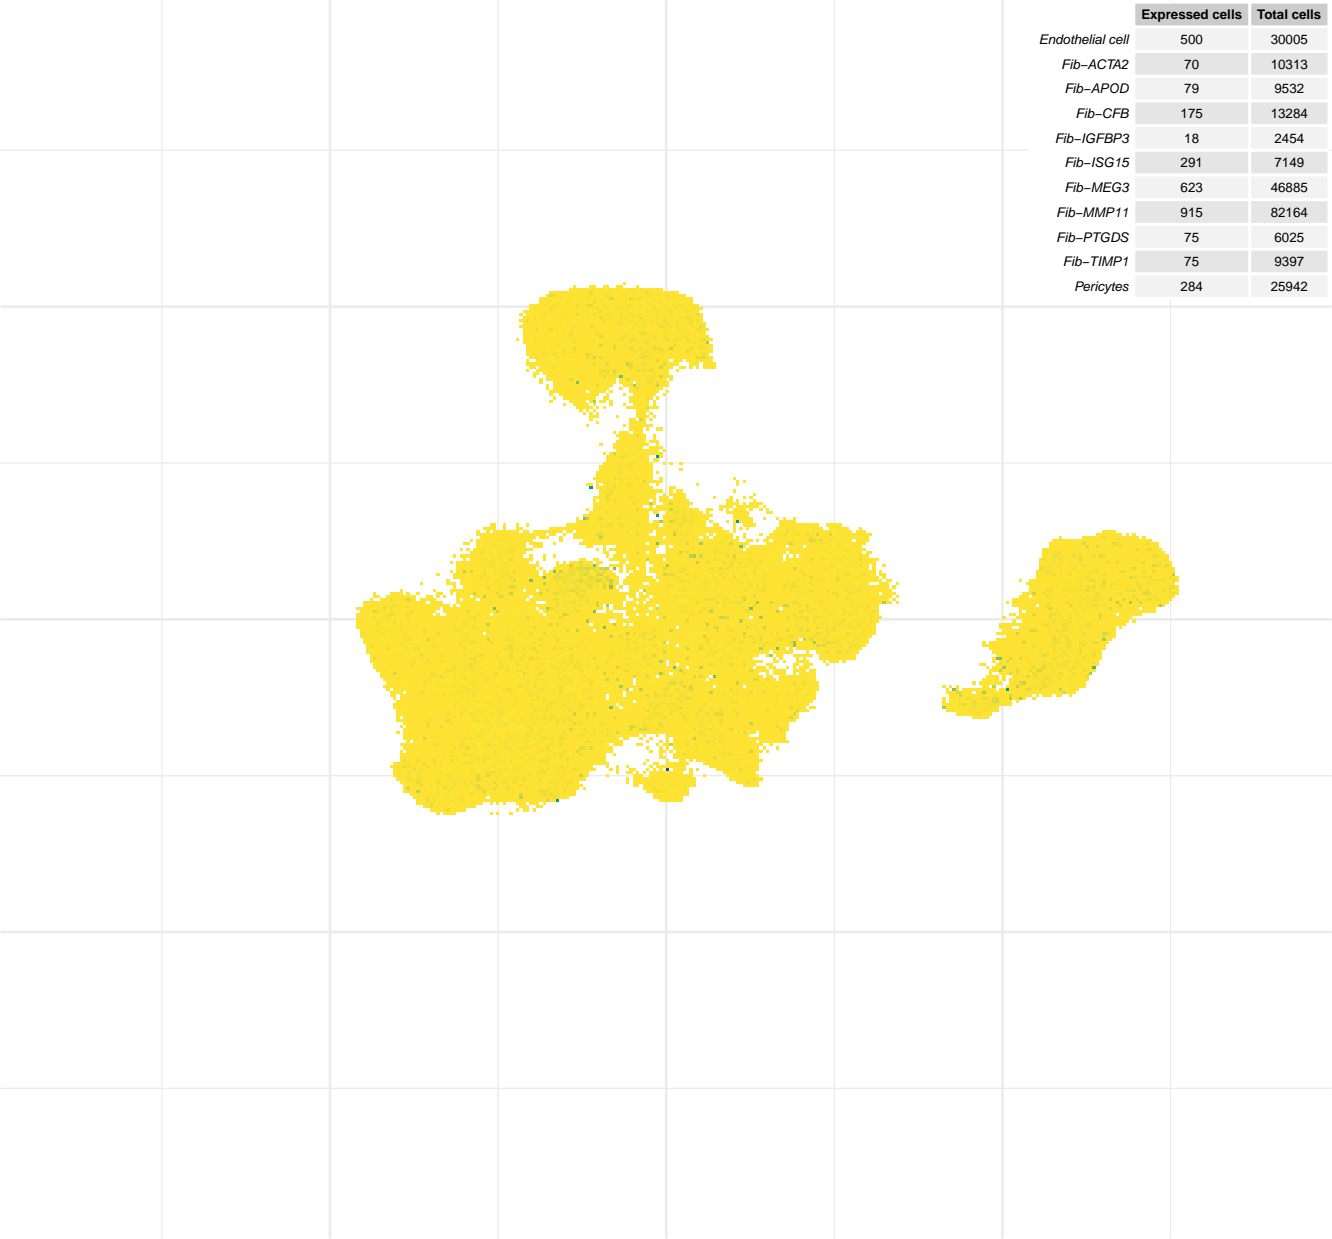 Expressed cells Total cells
Endothelial cell 500 30005
Fib−ACTA2 70 10313
Fib−APOD 79 9532
Fib−CFB 175 13284
Fib−IGFBP3 18 2454
Fib−ISG15 291 7149
Fib−MEG3 623 46885
Fib−MMP11 915 82164
Fib−PTGDS 75 6025
Fib−TIMP1 75 9397
Pericytes 284 25942